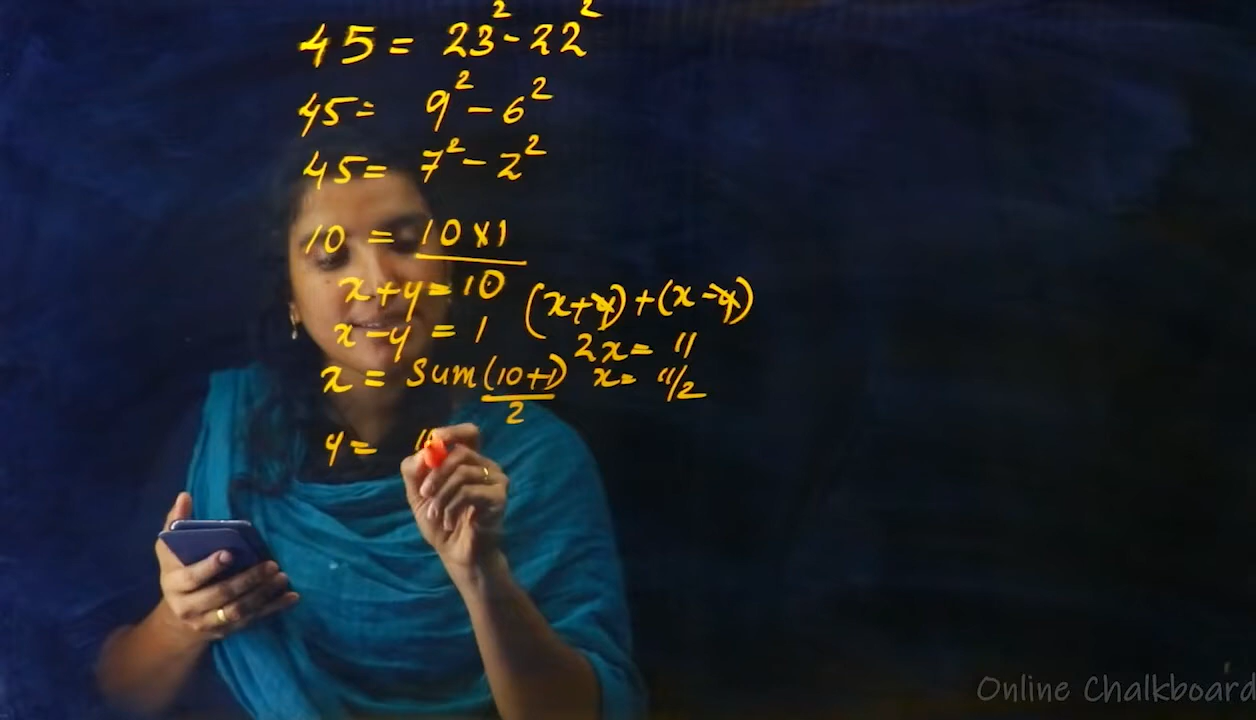 45 = 23² - 22²
45 = 9² - 6²
45 = 7² - 2²
10 = 10 x 1
x + y = 10
(x+y) + (x-y)
x - y = 1
2x = 11
x = sum (10+1)
2
x = 11/2
y =
Online Chalkboard